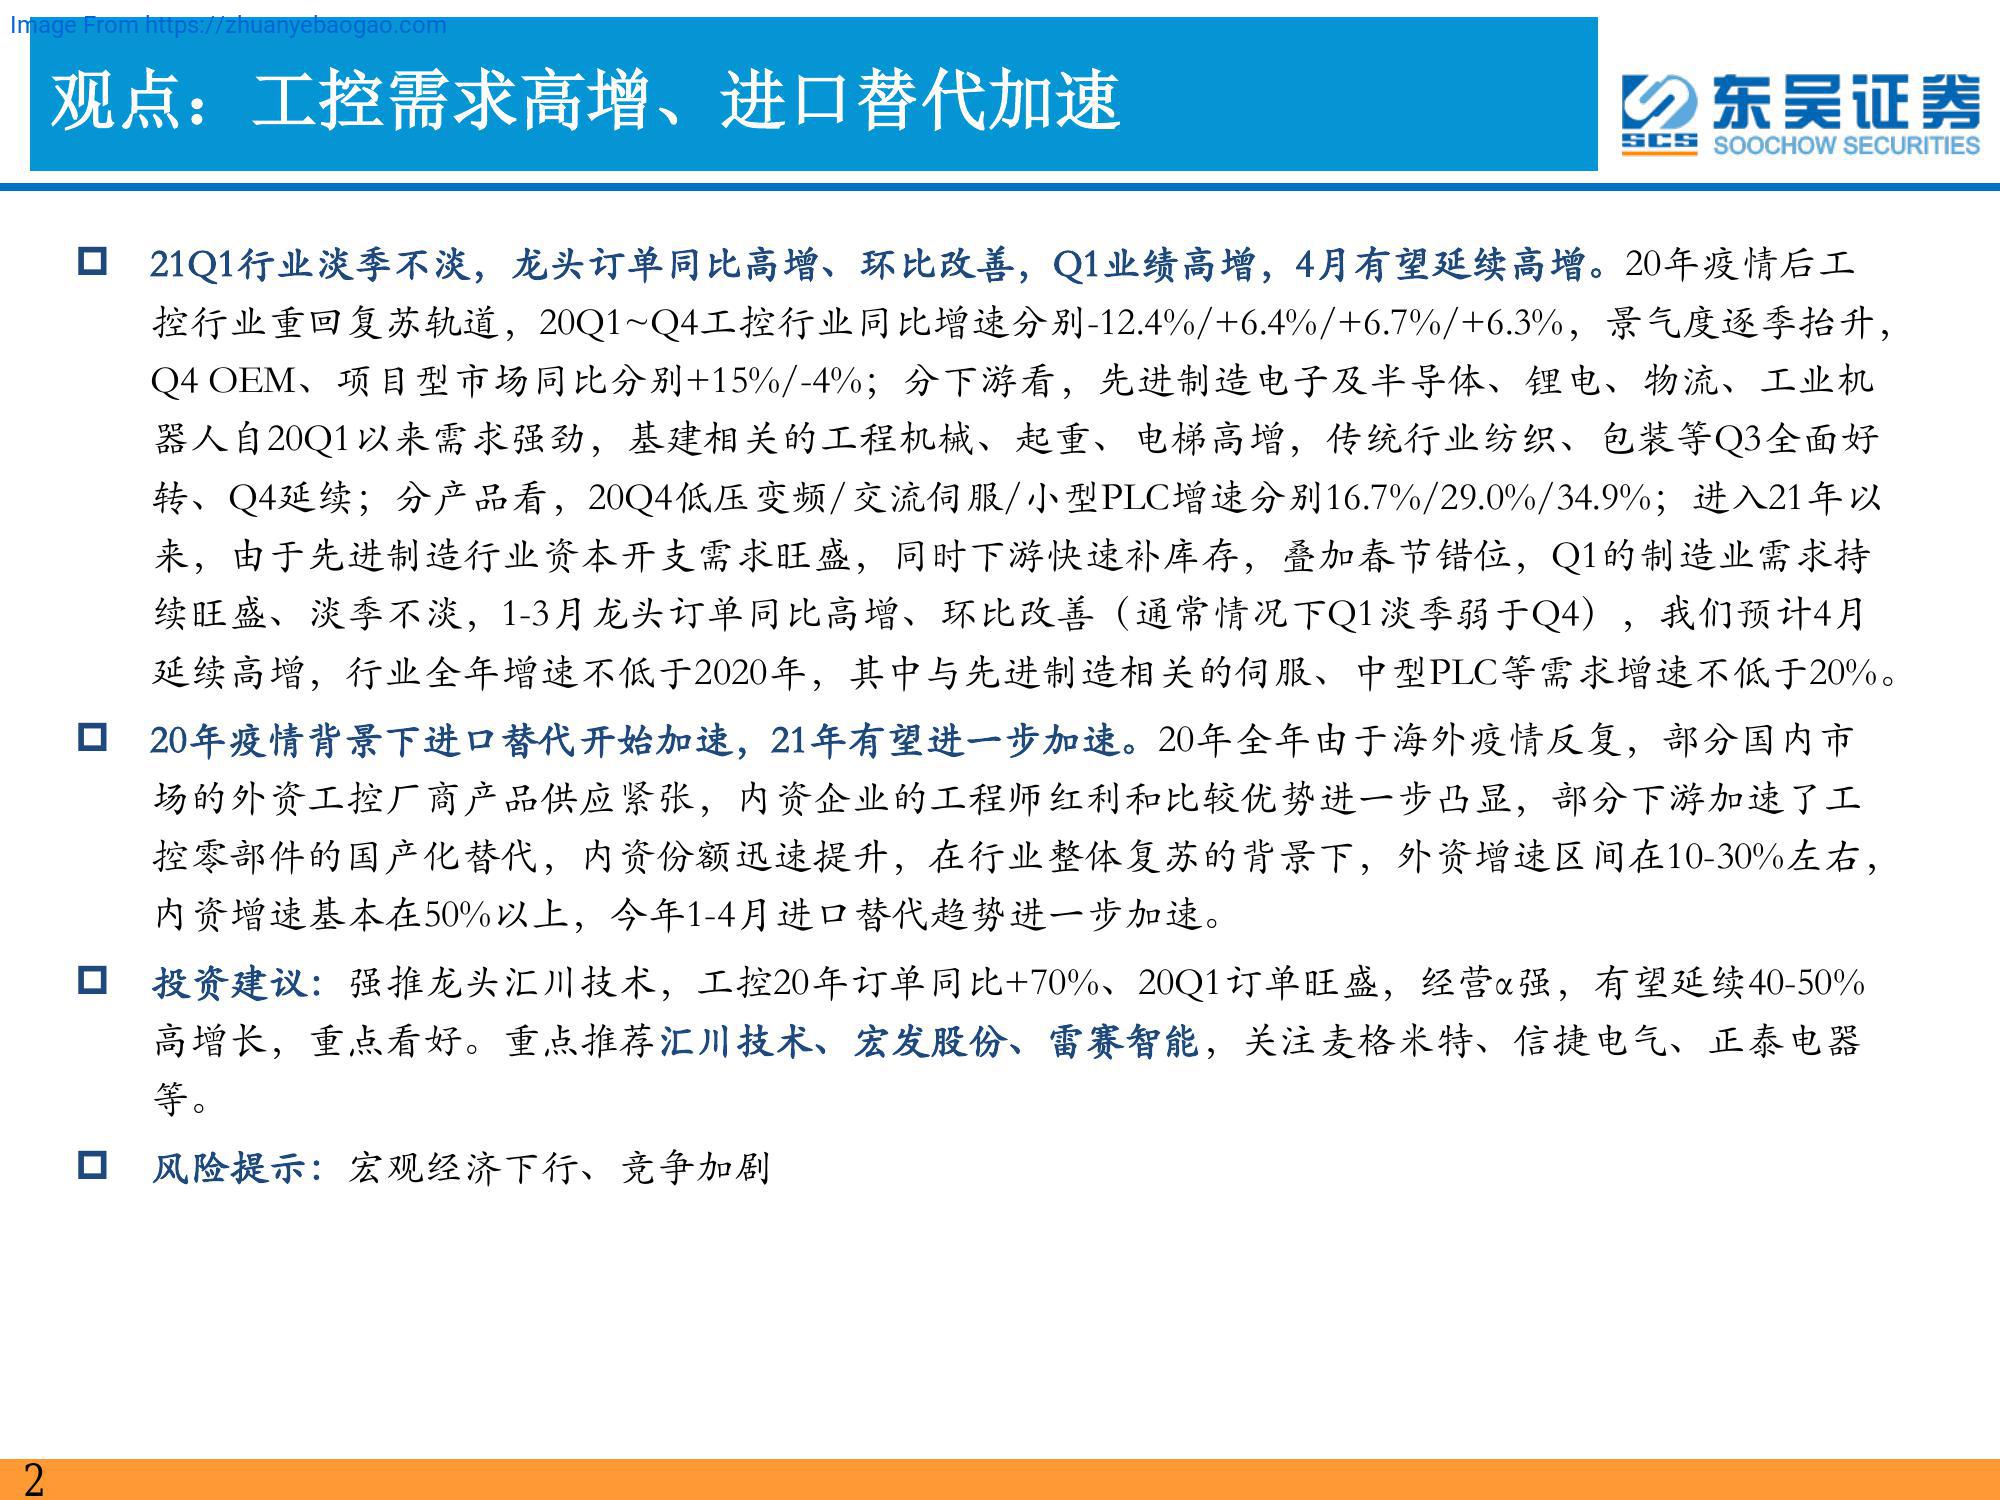 Image From https://zhuanyebaogao.com
观点：工控需求高增、进口替代加速
东吴证券
SCS
SOOCHOW SECURITIES
21Q1行业淡季不淡，龙头订单同比高增、环比改善，Q1业绩高增，4月有望延续高增。20年疫情后工
控行业重回复苏轨道，20Q1~Q4工控行业同比增速分别-12.4%/+6.4%/+6.7%/+6.3%，景气度逐季抬升，
Q4 OEM、项目型市场同比分别+15%/-4%；分下游看，先进制造电子及半导体、锂电、物流、工业机
器人自20Q1以来需求强劲，基建相关的工程机械、起重、电梯高增，传统行业纺织、包装等Q3全面好
转、Q4延续；分产品看，20Q4低压变频/交流伺服/小型PLC增速分别16.7%/29.0%/34.9%；进入21年以
来，由于先进制造行业资本开支需求旺盛，同时下游快速补库存，叠加春节错位，Q1的制造业需求持
续旺盛、淡季不淡，1-3月龙头订单同比高增、环比改善（通常情况下Q1淡季弱于Q4），我们预计4月
延续高增，行业全年增速不低于2020年，其中与先进制造相关的伺服、中型PLC等需求增速不低于20%。
20年疫情背景下进口替代开始加速，21年有望进一步加速。20年全年由于海外疫情反复，部分国内市
场的外资工控厂商产品供应紧张，内资企业的工程师红利和比较优势进一步凸显，部分下游加速了工
控零部件的国产化替代，内资份额迅速提升，在行业整体复苏的背景下，外资增速区间在10-30%左右，
内资增速基本在50%以上，今年1-4月进口替代趋势进一步加速。
投资建议：强推龙头汇川技术，工控20年订单同比+70%、20Q1订单旺盛，经营α强，有望延续40-50%
高增长，重点看好。重点推荐汇川技术、宏发股份、雷赛智能，关注麦格米特、信捷电气、正泰电器
等。
风险提示：宏观经济下行、竞争加剧
2